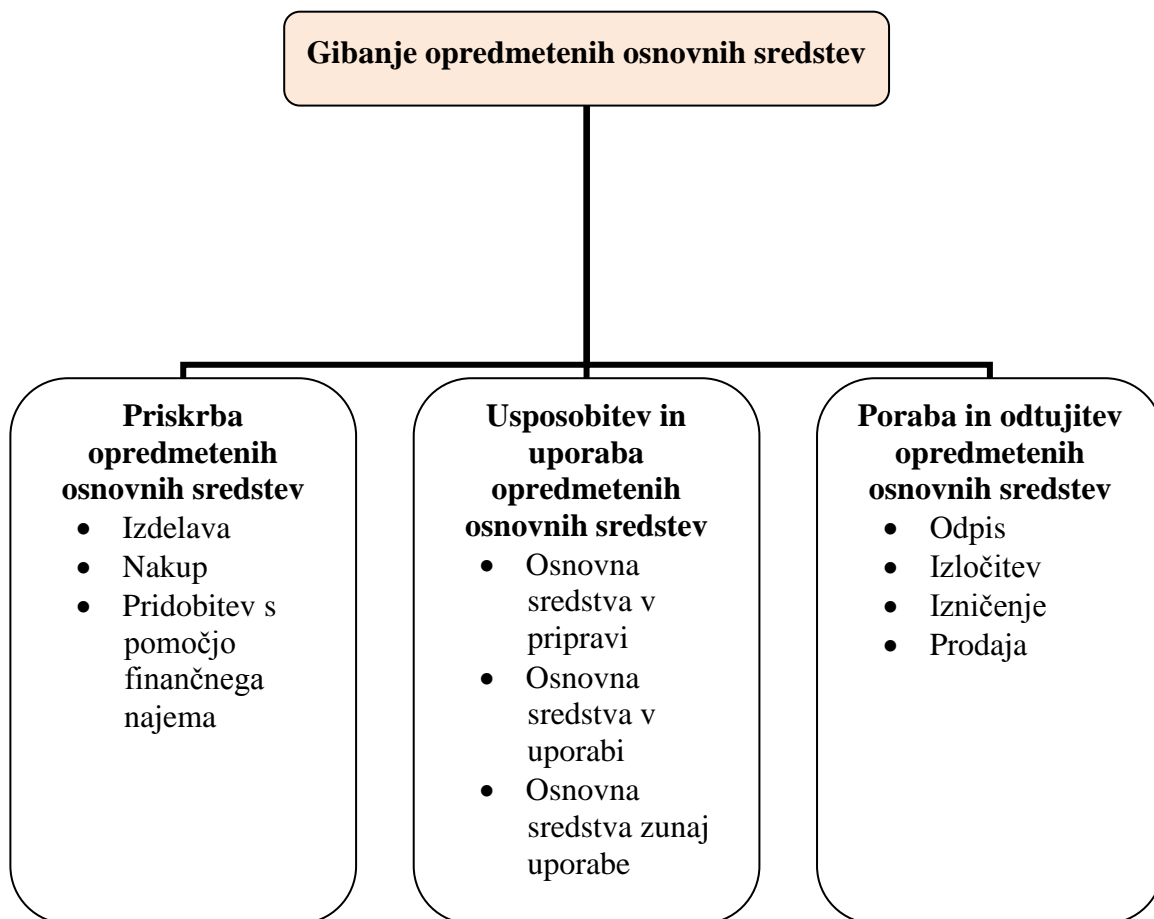 Gibanje opredmetenih osnovnih sredstev
Priskrba
opredmetenih
osnovnih sredstev
• Izdelava
• Nakup
• Pridobitev s
pomočjo
finančnega
najema
Usposobitev in
uporaba
opredmetenih
osnovnih sredstev
• Osnovna
sredstva v
pripravi
• Osnovna
sredstva v
uporabi
• Osnovna
sredstva zunaj
uporabe
Poraba in odtujitev
opredmetenih
osnovnih sredstev
• Odpis
• Izločitev
• Izničenje
• Prodaja